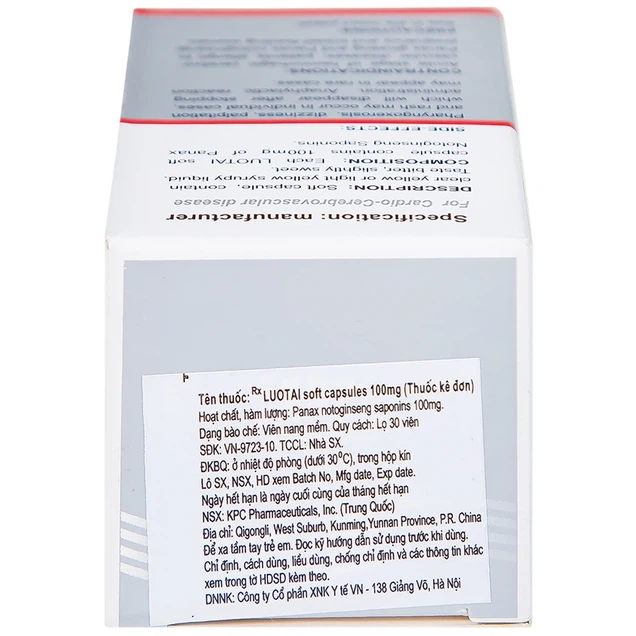 Specification: manufacturer
For Cardio-Cerebrovascular disease
DESCRIPTION: Soft capsule, contain
clear yellow or light yellow syrupy liquid.
Taste bitter, slightly sweet.
COMPOSITION: Each LUOTAI soft
capsule contains 100mg of Panax
Notoginseng Saponins.
SIDE-EFFECTS:
Pharyngoxerosis, dizziness, palpitation
and rash may occur in individual cases,
which will disappear after stopping
administration. Anaphylactic reaction
may appear in rare cases
CONTRAINDICATIONS:
PRECAUTIONS
Tên thuốc: Rx LUOTAI soft capsules 100mg (Thuốc kê đơn)
Hoạt chất, hàm lượng: Panax notoginseng saponins 100mg.
Dạng bào chế: Viên nang mềm. Quy cách: Lọ 30 viên
SĐK: VN-9723-10. TCCL: Nhà SX.
ĐKBQ: ở nhiệt độ phòng (dưới 30°C), trong hộp kín
Lô SX, NSX, HD xem Batch No, Mfg date, Exp date.
Ngày hết hạn là ngày cuối cùng của tháng hết hạn
NSX: KPC Pharmaceuticals, Inc. (Trung Quốc)
Địa chỉ: Qigongli, West Suburb, Kunming,Yunnan Province, P.R. China
Để xa tầm tay trẻ em. Đọc kỹ hướng dẫn sử dụng trước khi dùng.
Chỉ định, cách dùng, liều dùng, chống chỉ định và các thông tin khác
xem trong tờ HDSD kèm theo.
DNNK: Công ty Cổ phần XNK Y tế VN - 138 Giảng Võ, Hà Nội